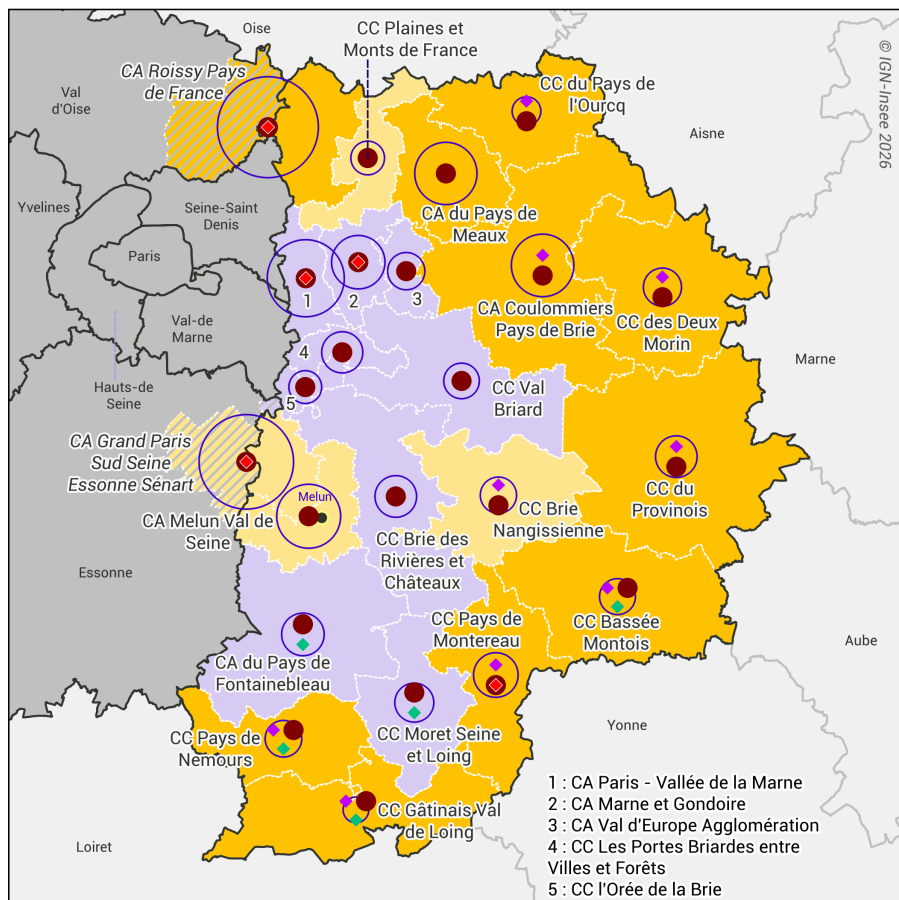 Oise
CC Plaines et
Monts de France
© IGN-Insee 2026
CA Roissy Pays
de France
CC du Pays de
l'Ourcq
Val
d'Oise
Aisne
Yvelines
Seine-Saint
Denis
CA du Pays de
Meaux
Paris
1
2
3
CA Coulommiers
Pays de Brie
CC des Deux
Morin
Val-de
Marne
4
Marne
Hauts-de
Seine
5
CC Val
Briard
CA Grand Paris
Sud Seine
Essonne Sénart
Melun
CC du
Provinois
CA Melun Val de
Seine
CC Brie
Nangissienne
CC Brie des
Rivières et
Châteaux
Essonne
CC Pays de
Montereau
CC Bassée
Montois
Aube
CA du Pays de
Fontainebleau
CC Pays de
Nemours
CC Moret Seine
et Loing
Yonne
CC Gâtinais Val
de Loing
Loiret
1 : CA Paris - Vallée de la Marne
2 : CA Marne et Gondoire
3 : CA Val d'Europe Agglomération
4 : CC Les Portes Briardes entre
Villes et Forêts
5 : CC l'Orée de la Brie